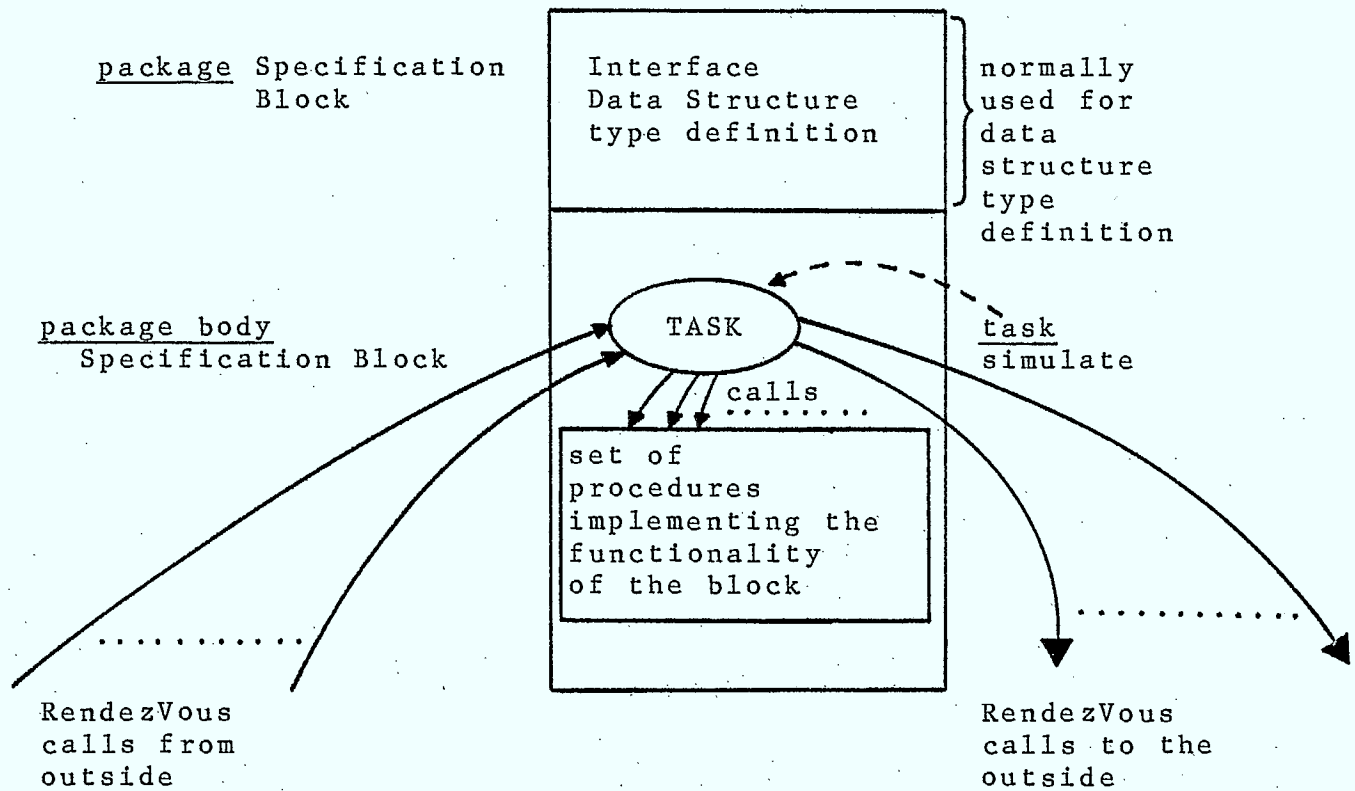 package Specification
Block
Interface
Data Structure
type definition
normally
used for
data
structure
type
definition
package body
Specification Block
TASK
task
simulate
calls
set of
procedures
implementing the
functionality
of the block
RendezVous
calls from
outside
RendezVous
calls to the
outside